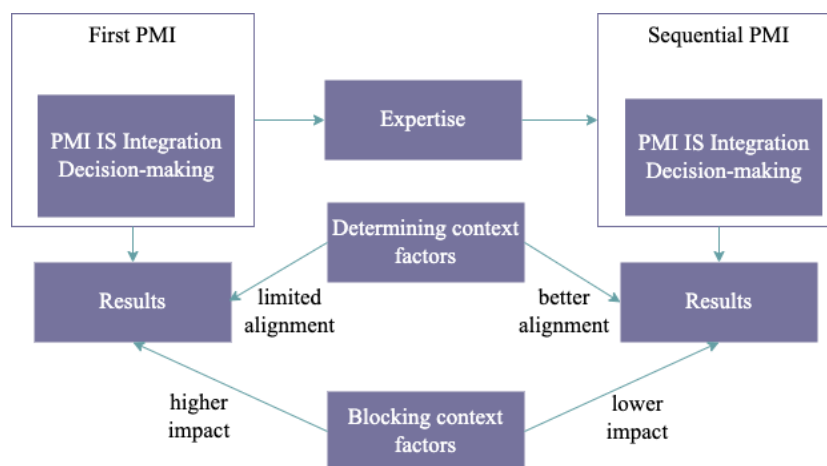 First PMI
Sequential PMI
PMI IS Integration
Decision-making
Expertise
PMI IS Integration
Decision-making
Determining context
factors
Results
limited
alignment
better
alignment
Results
higher
impact
Blocking context
factors
lower
impact